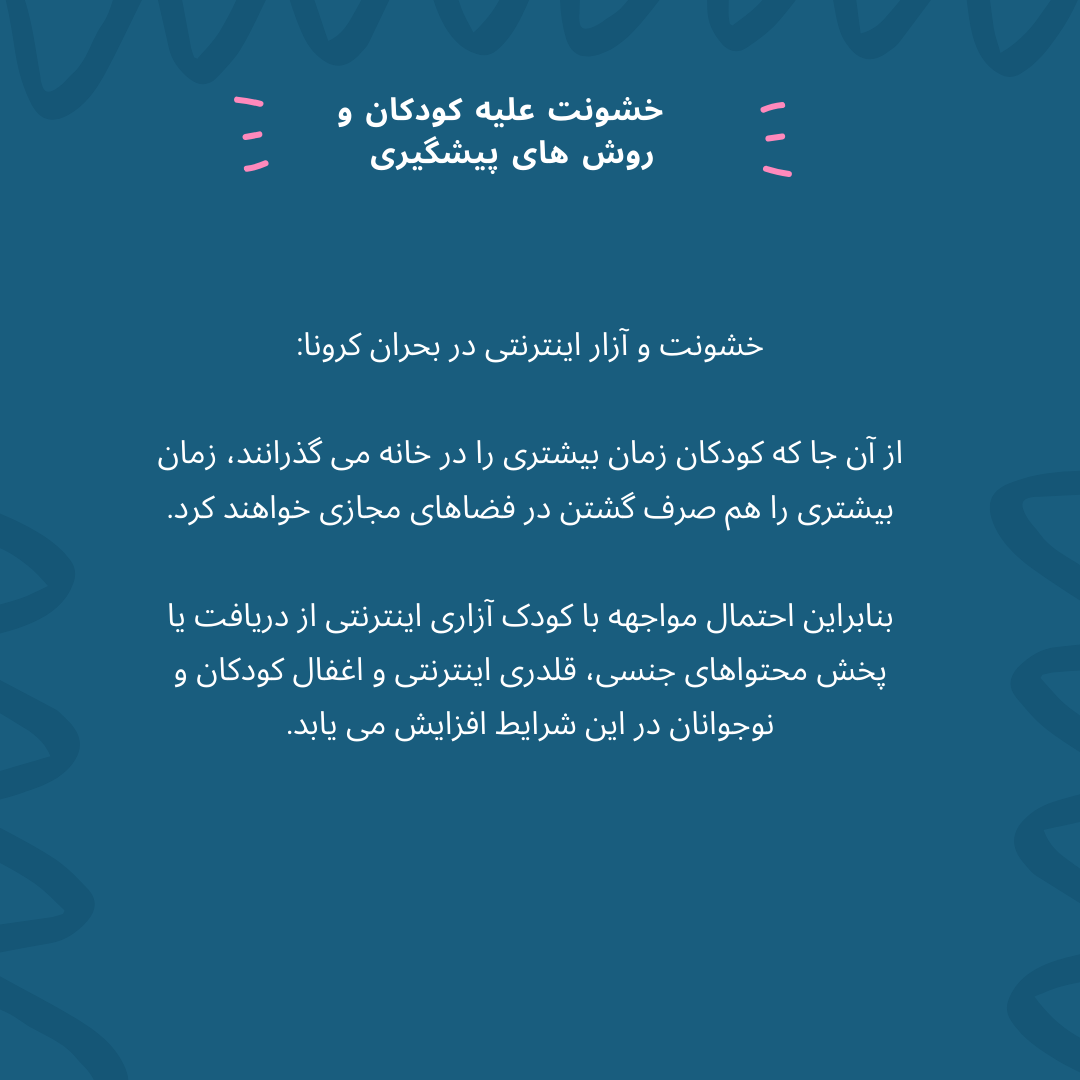 خشونت علیه کودکان و
روش های پیشگیری
خشونت و آزار اینترنتی در بحران کرونا:
از آن جا که کودکان زمان بیشتری را در خانه می گذرانند، زمان
بیشتری را هم صرف گشتن در فضاهای مجازی خواهند کرد.
بنابراین احتمال مواجهه با کودک آزاری اینترنتی از دریافت یا
پخش محتواهای جنسی، قلدری اینترنتی و اغفال کودکان و
نوجوانان در این شرایط افزایش می یابد.